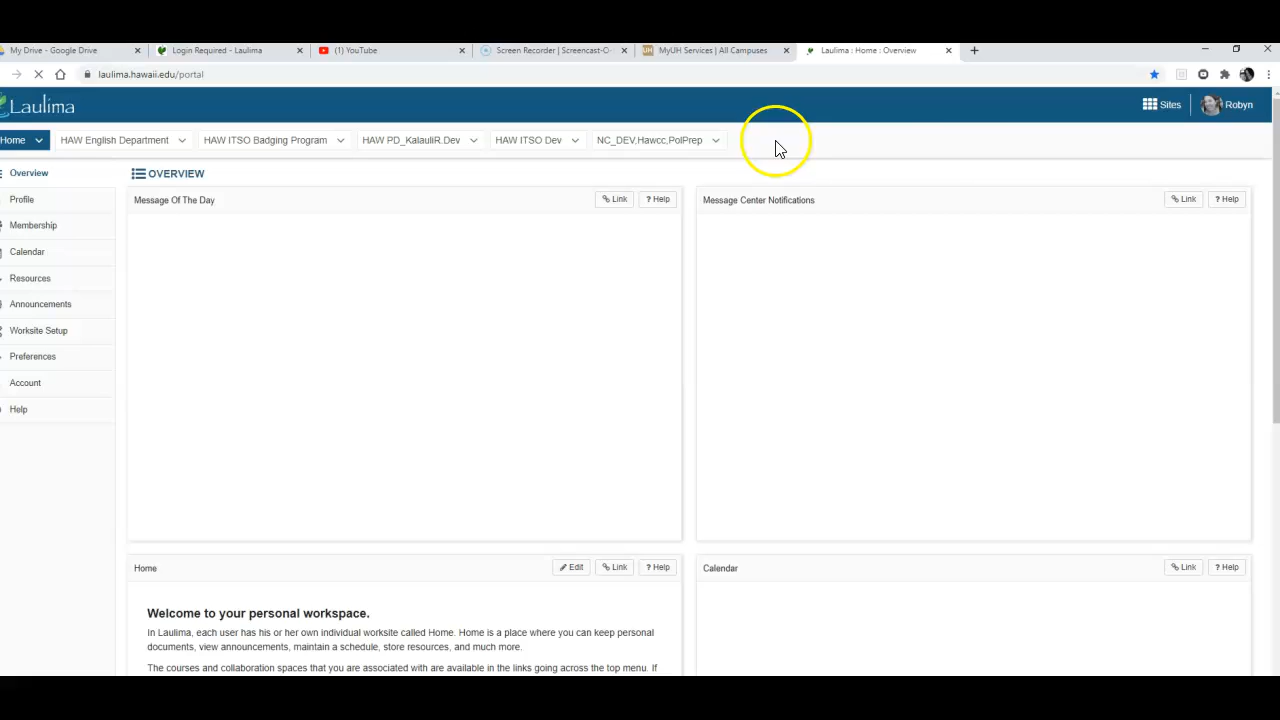 My Drive - Google Drive
Login Required - Laulima
(1) YouTube
Screen Recorder | Screencast-O-
MyUH Services | All Campuses
Laulima : Home : Overview
laulima.hawaii.edu/portal
Laulima
Sites
Robyn
Home
HAW English Department
HAW ITSO Badging Program
HAW PD_KalauliR.Dev
HAW ITSO Dev
NC_DEV,Hawcc,PolPrep
Overview
Profile
Membership
Calendar
Resources
Announcements
Worksite Setup
Preferences
Account
Help
OVERVIEW
Message Of The Day
Link
? Help
Message Center Notifications
Link
? Help
Home
Edit
Link
? Help
Welcome to your personal workspace.
In Laulima, each user has his or her own individual worksite called Home. Home is a place where you can keep personal
documents, view announcements, maintain a schedule, store resources, and much more.
The courses and collaboration spaces that you are associated with are available in the links going across the top menu. If
Calendar
Link
? Help